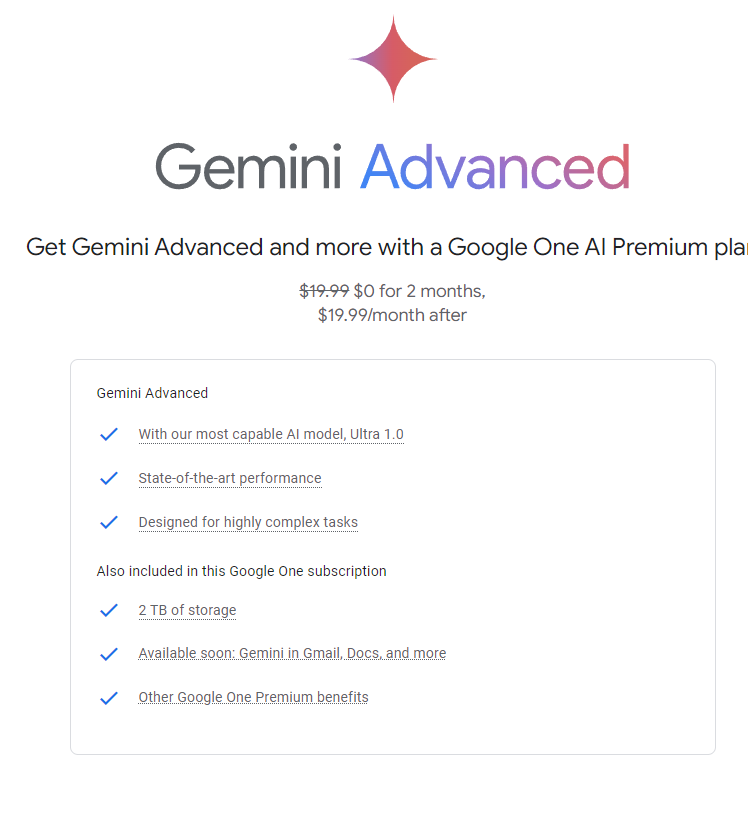 Gemini Advanced
Get Gemini Advanced and more with a Google One AI Premium
$19.99 $0 for 2 months,
$19.99/month after
Gemini Advanced
With our most capable AI model, Ultra 1.0
State-of-the-art performance
Designed for highly complex tasks
Also included in this Google One subscription
2 TB of storage
Available soon: Gemini in Gmail, Docs, and more
Other Google One Premium benefits